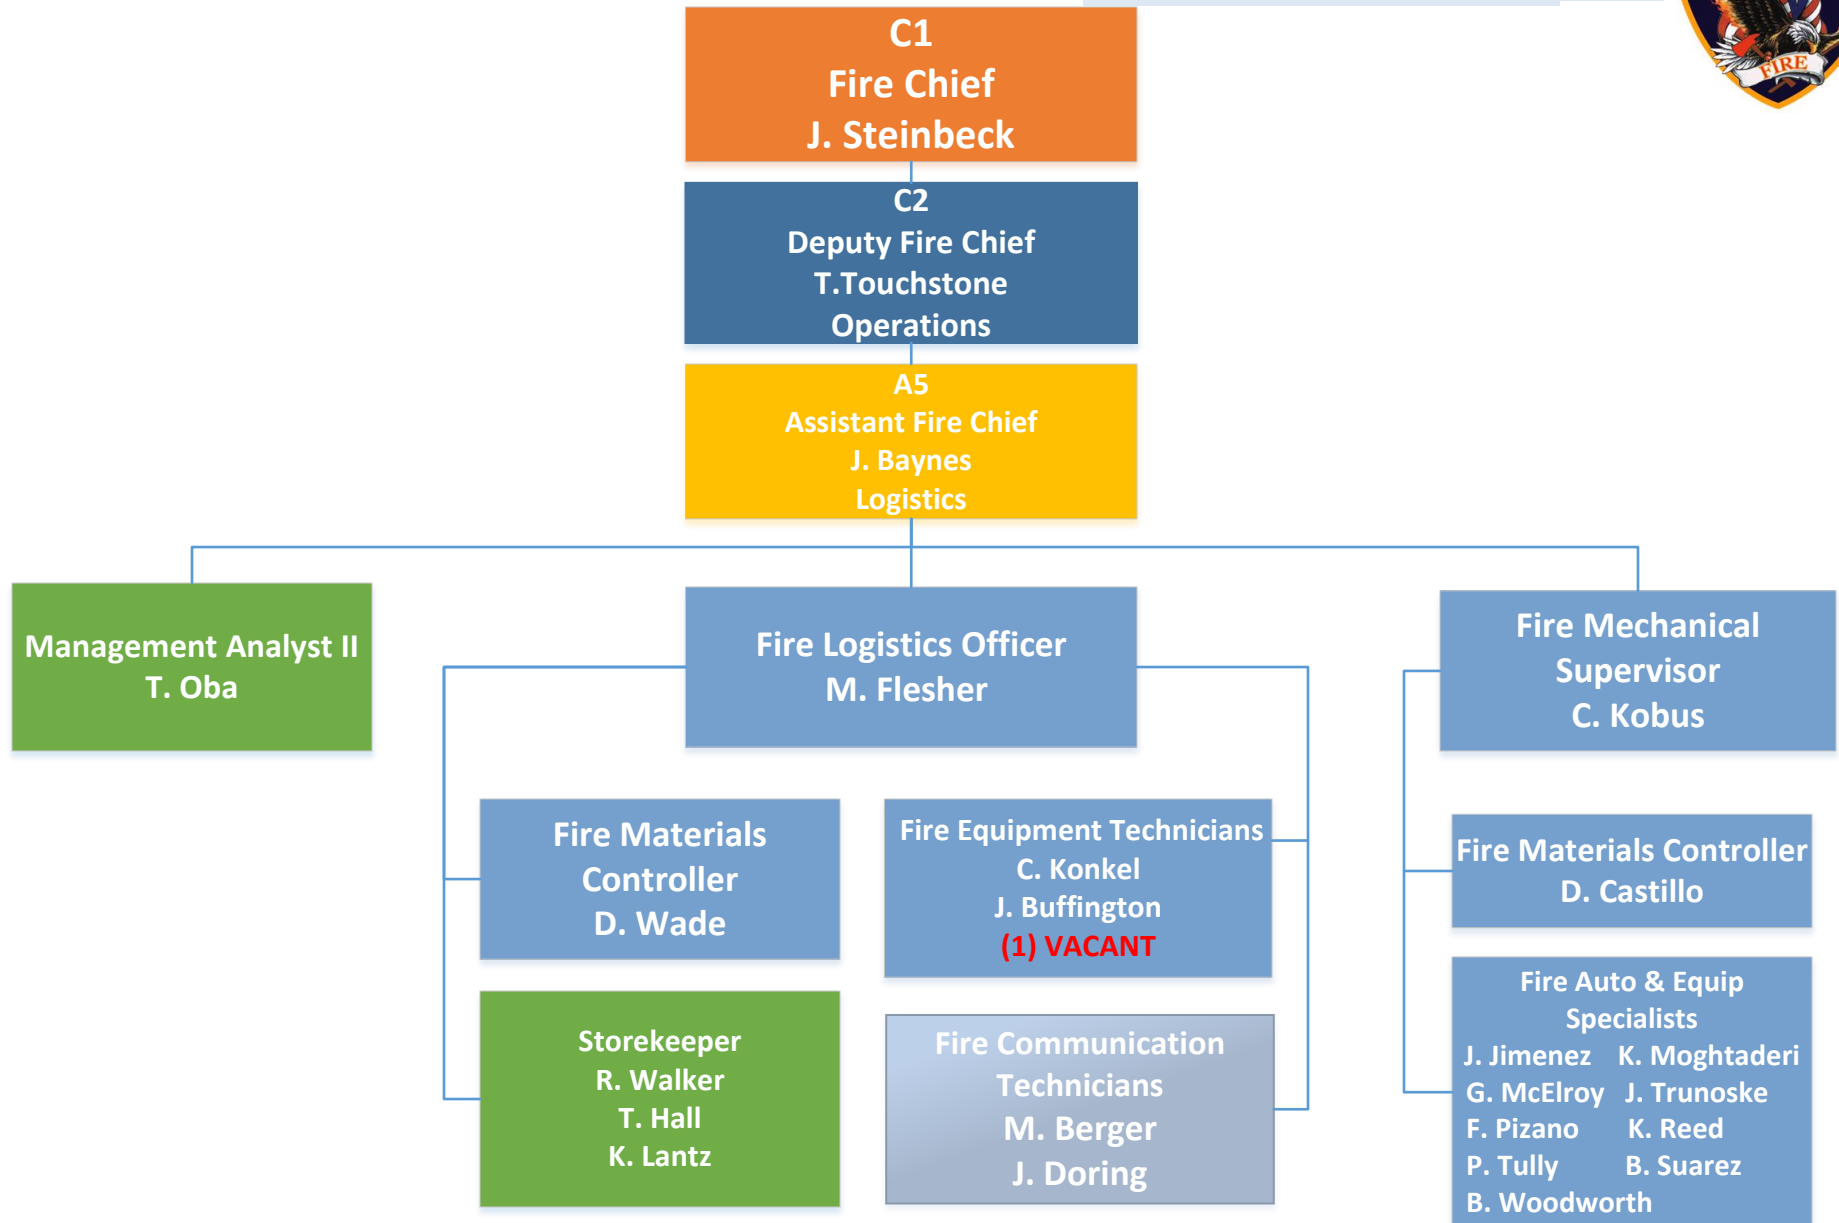 FIRE
C1
Fire Chief
J. Steinbeck
C2
Deputy Fire Chief
T.Touchstone
Operations
A5
Assistant Fire Chief
J. Baynes
Logistics
Management Analyst II
T. Oba
Fire Logistics Officer
M. Flesher
Fire Mechanical
Supervisor
C. Kobus
Fire Materials
Controller
D. Wade
Fire Equipment Technicians
C. Konkel
J. Buffington
(1) VACANT
Fire Materials Controller
D. Castillo
Storekeeper
R. Walker
T. Hall
K. Lantz
Fire Communication
Technicians
M. Berger
J. Doring
Fire Auto & Equip
Specialists
J. Jimenez K. Moghtaderi
G. McElroy J. Trunoske
F. Pizano K. Reed
P. Tully B. Suarez
B. Woodworth